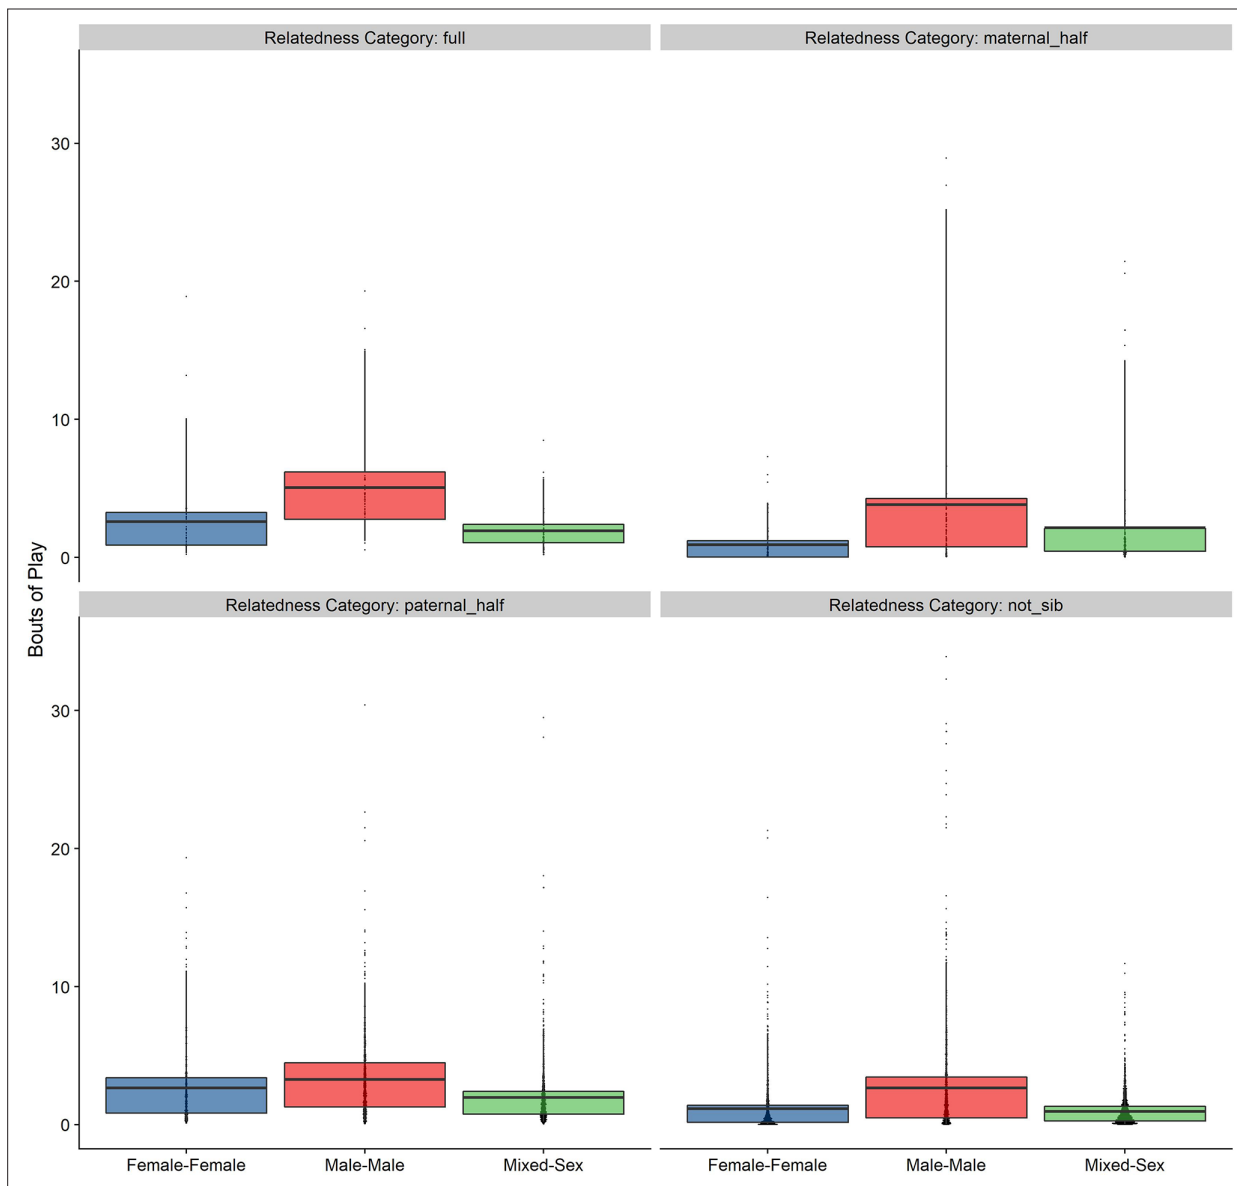 Relatedness Category: full
Relatedness Category: maternal_half
30
20
10
0
Bouts of Play
Relatedness Category: paternal_half
Relatedness Category: not_sib
30
20
10
0
Female-Female Male-Male Mixed-Sex
Female-Female Male-Male Mixed-Sex